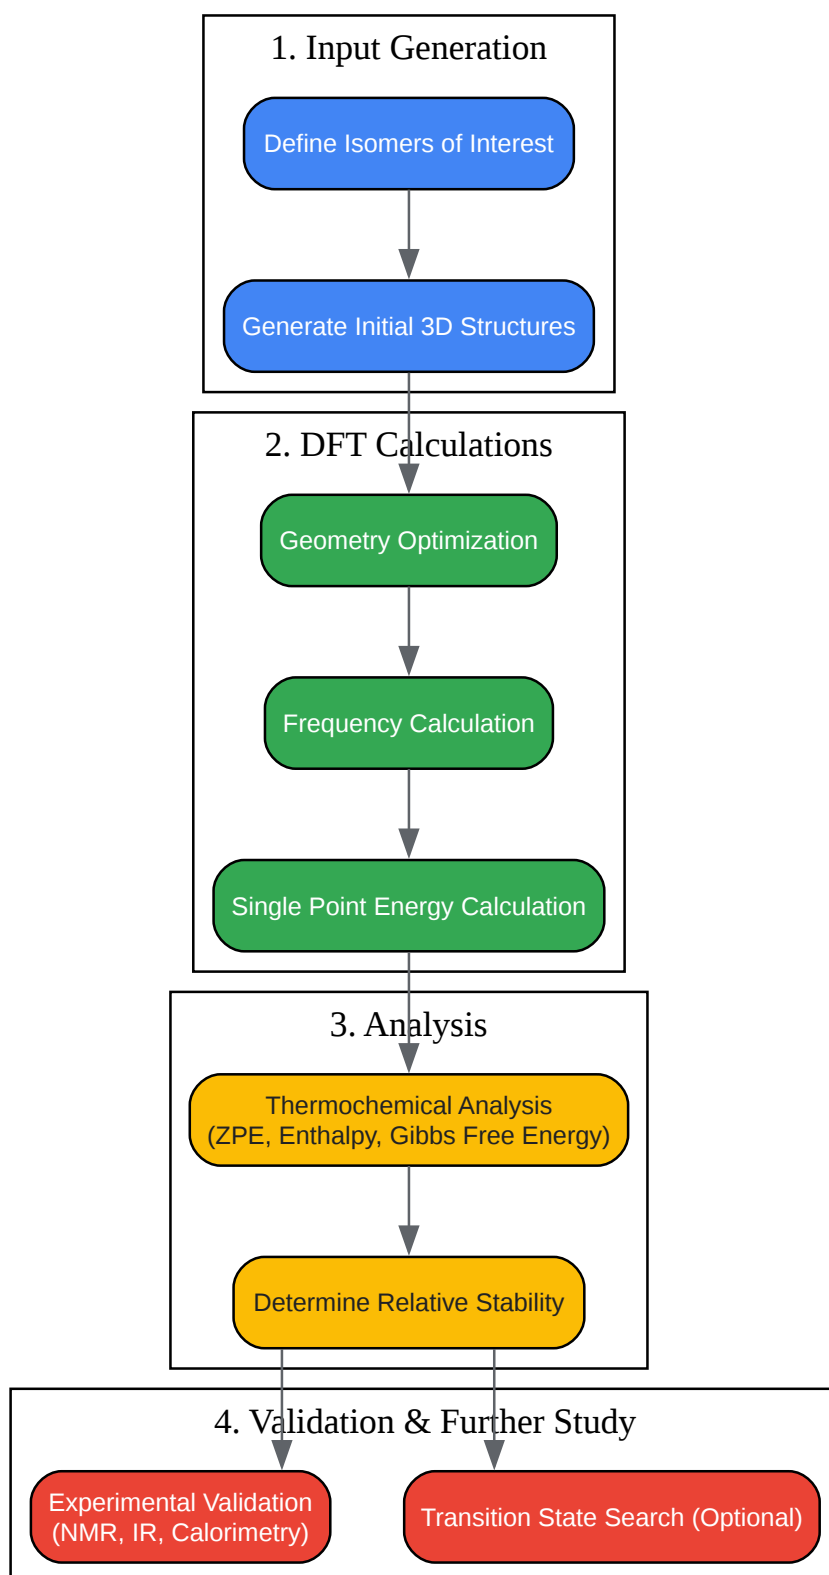 1. Input Generation
Define Isomers of Interest
Generate Initial 3D Structures
2. DFT Calculations
Geometry Optimization
Frequency Calculation
Single Point Energy Calculation
3. Analysis
Thermochemical Analysis
(ZPE, Enthalpy, Gibbs Free Energy)
Determine Relative Stability
4. Validation & Further Study
Experimental Validation
(NMR, IR, Calorimetry)
Transition State Search (Optional)